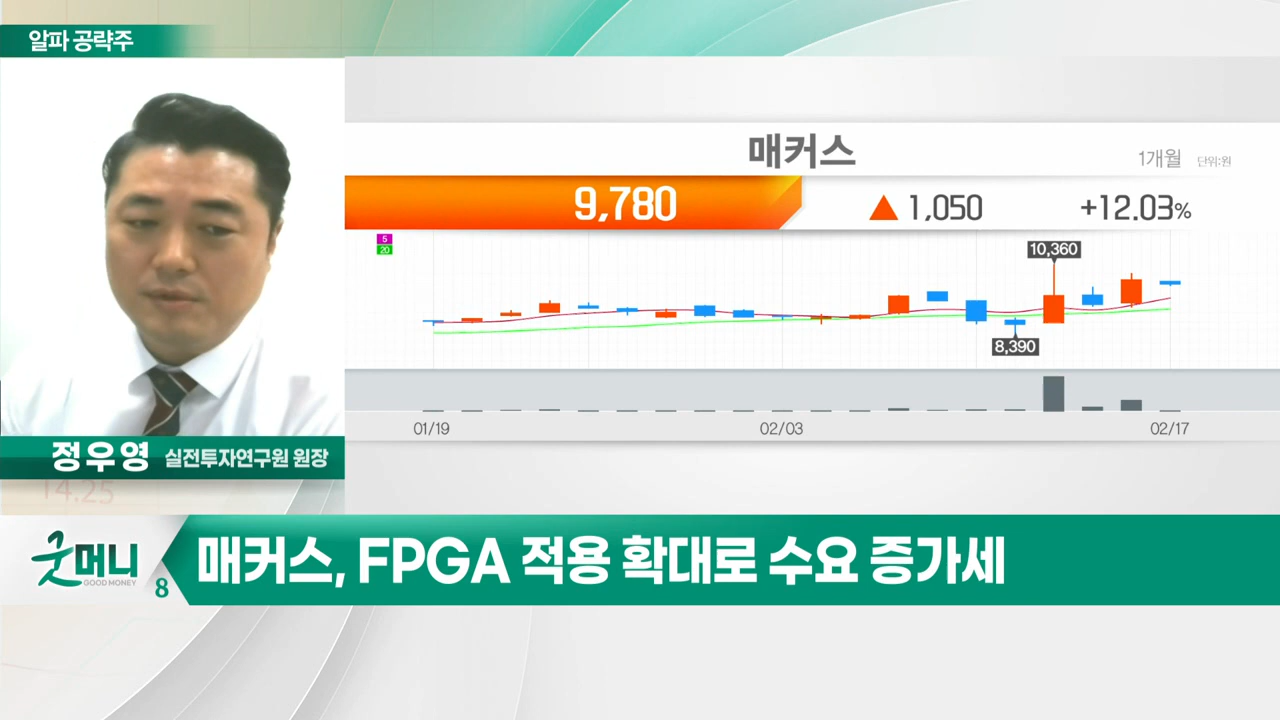 알파 공략주
매커스
1개월 단위:원
9,780
▲ 1,050
+12.03%
5
20
10,360
8,390
01/19
02/03
02/17
정우영 실전투자연구원 원장
14.25
굿머니
GOOD MONEY
8
매커스, FPGA 적용 확대로 수요 증가세